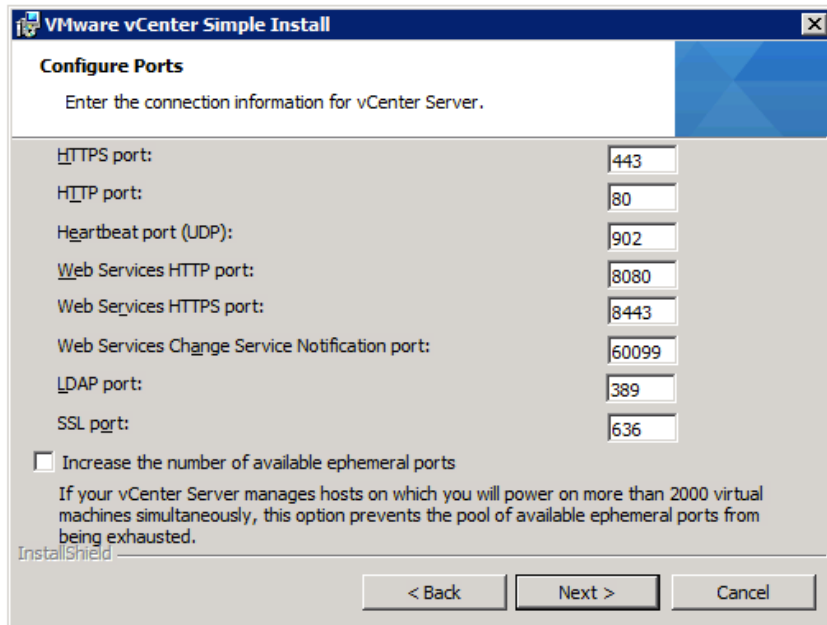 VMware vCenter Simple Install
Configure Ports
Enter the connection information for vCenter Server.
HTTPS port: 443
HTTP port: 80
Heartbeat port (UDP): 902
Web Services HTTP port: 8080
Web Services HTTPS port: 8443
Web Services Change Service Notification port: 60099
LDAP port: 389
SSL port: 636
Increase the number of available ephemeral ports
If your vCenter Server manages hosts on which you will power on more than 2000 virtual
machines simultaneously, this option prevents the pool of available ephemeral ports from
being exhausted.
InstallShield
< Back Next > Cancel